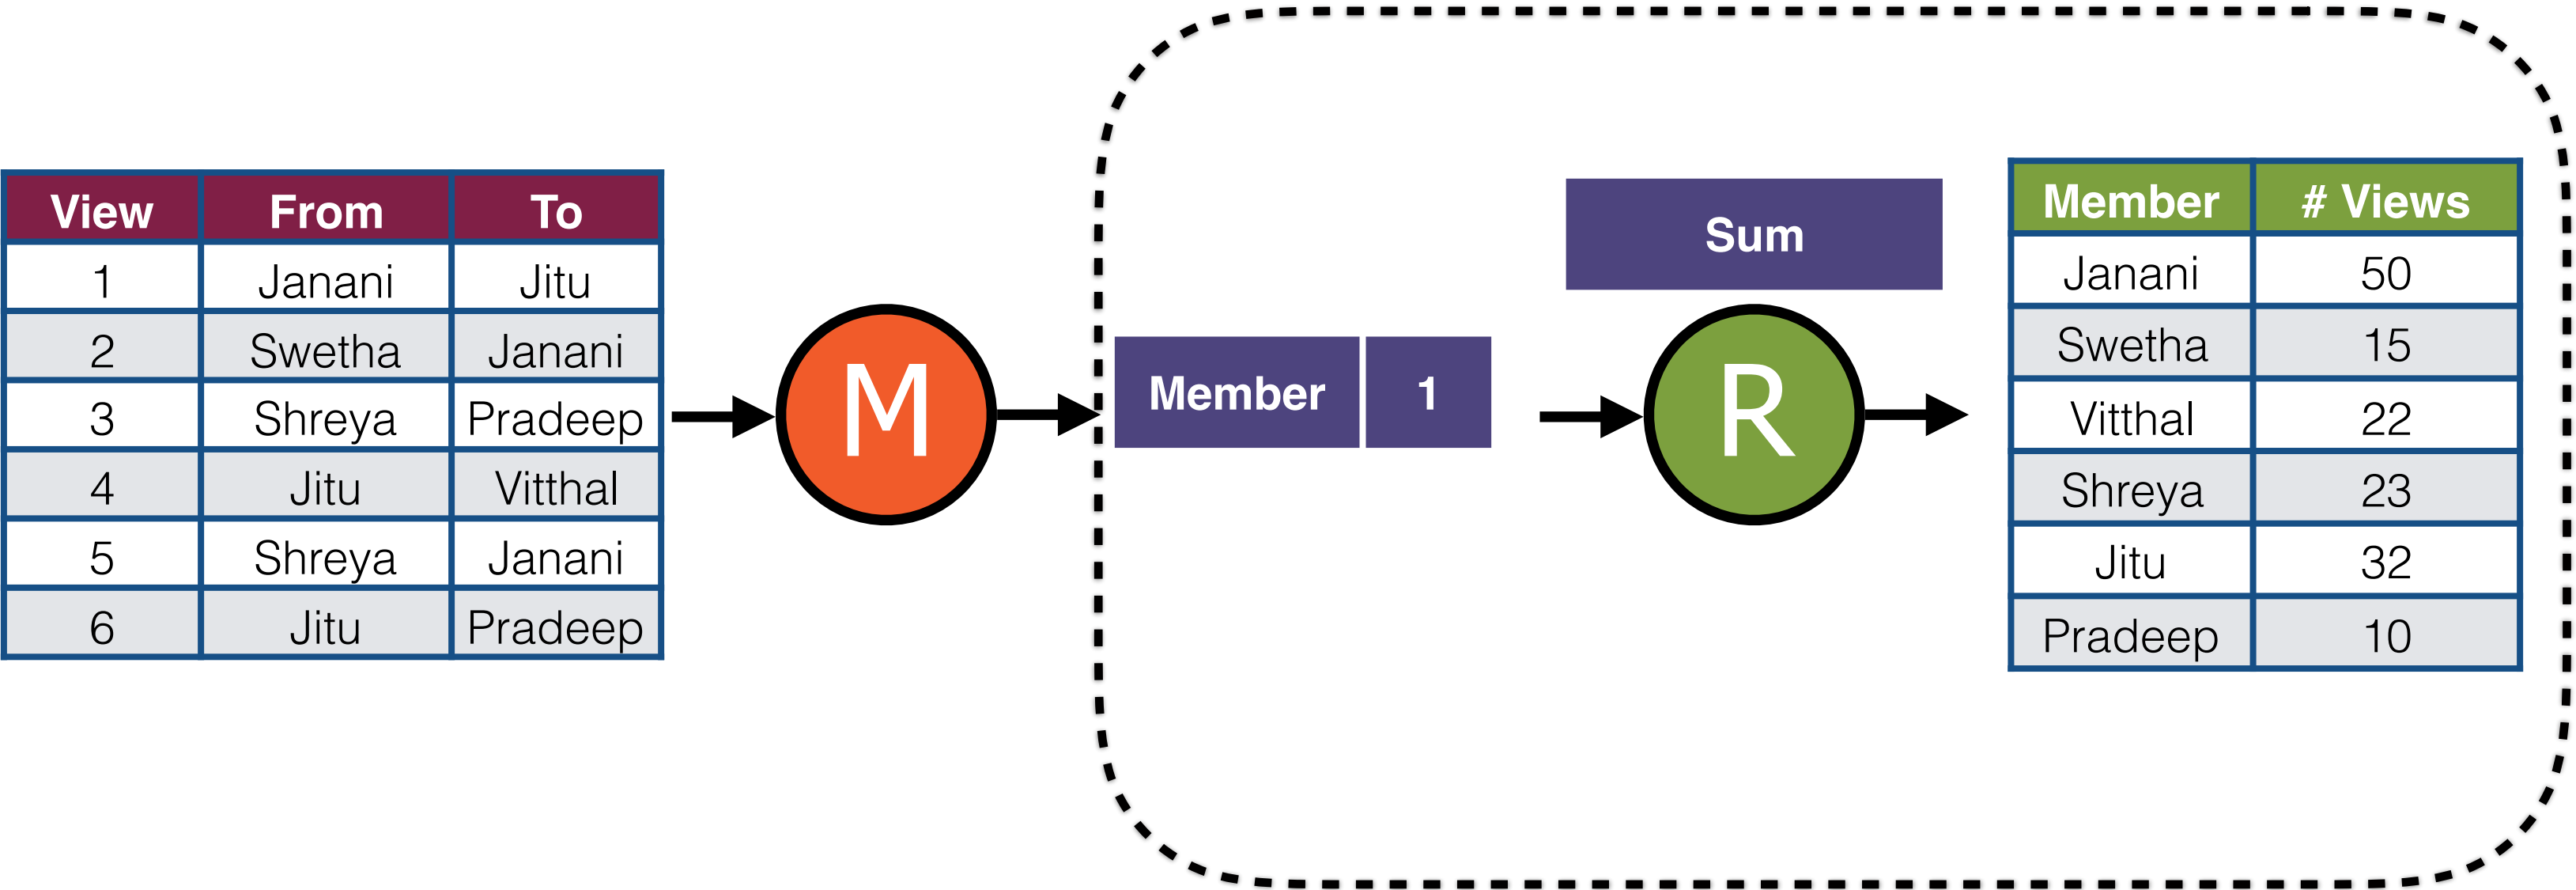 View From To
1 Janani Jitu
2 Swetha Janani
3 Shreya Pradeep
4 Jitu Vitthal
5 Shreya Janani
6 Jitu Pradeep
M
Member 1
Sum
R
Member # Views
Janani 50
Swetha 15
Vitthal 22
Shreya 23
Jitu 32
Pradeep 10